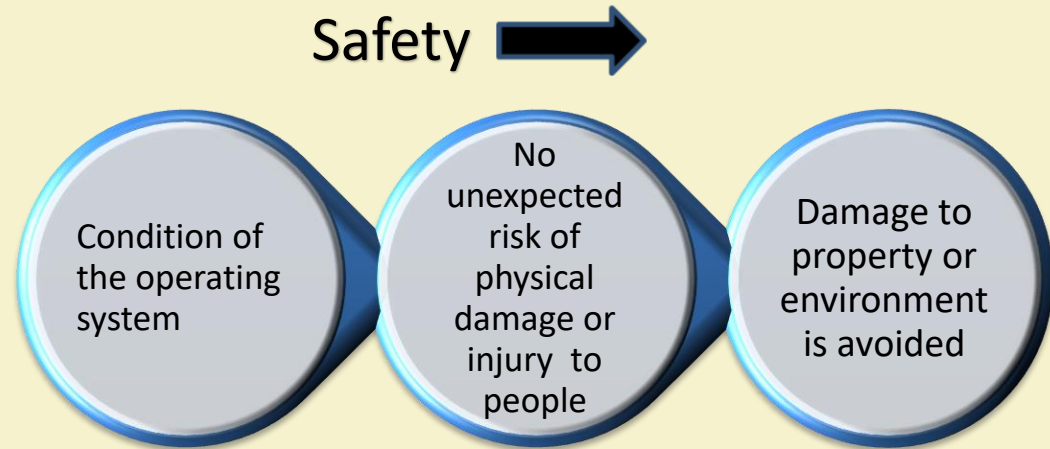 Safety
Condition of
the operating
system
No
unexpected
risk of
physical
damage or
injury to
people
Damage to
property or
environment
is avoided